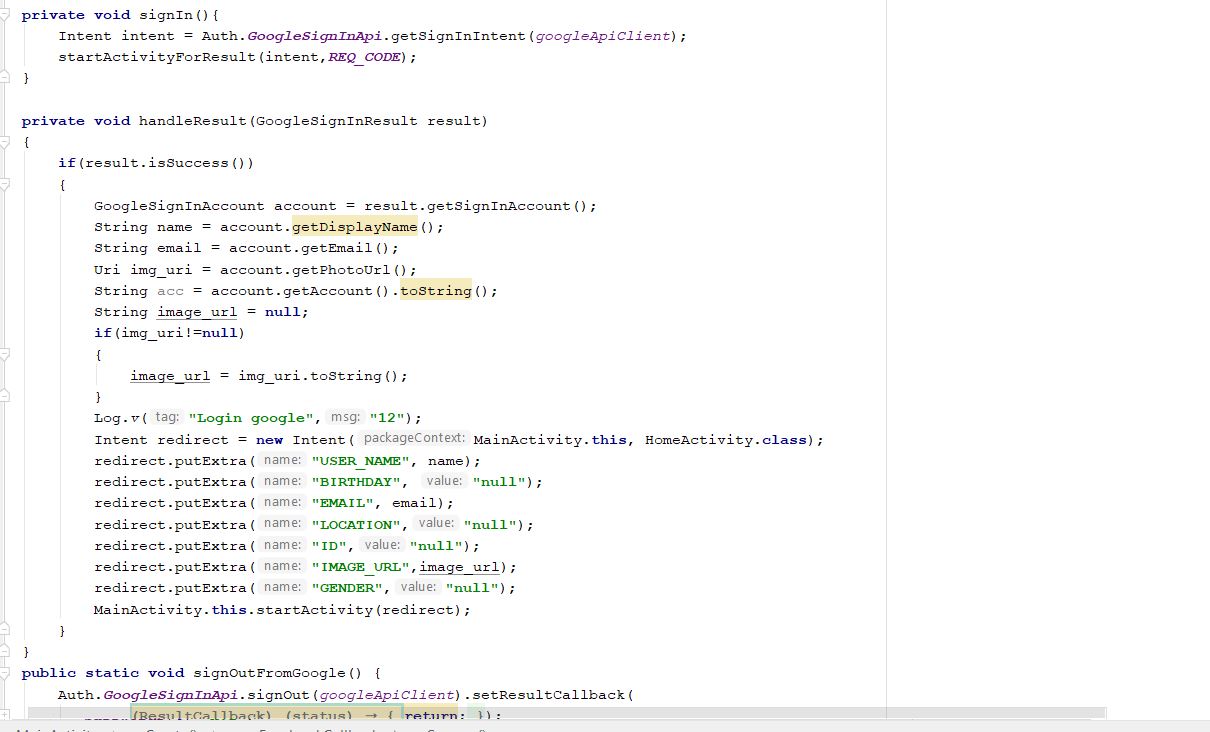 private void signIn(){
    Intent intent = Auth.GoogleSignInApi.getSignInIntent(googleApiClient);
    startActivityForResult(intent,REQ_CODE);
}
private void handleResult(GoogleSignInResult result)
{
    if(result.isSuccess())
    {
        GoogleSignInAccount account = result.getSignInAccount();
        String name = account.getDisplayName();
        String email = account.getEmail();
        Uri img_uri = account.getPhotoUrl();
        String acc = account.getAccount().toString();
        String image_url = null;
        if(img_uri!=null)
        {
            image_url = img_uri.toString();
        }
        Log.v( tag: "Login google", msg: "12");
        Intent redirect = new Intent( packageContext: MainActivity.this, HomeActivity.class);
        redirect.putExtra( name: "USER_NAME", name);
        redirect.putExtra( name: "BIRTHDAY", value: "null");
        redirect.putExtra( name: "EMAIL", email);
        redirect.putExtra( name: "LOCATION", value: "null");
        redirect.putExtra( name: "ID", value: "null");
        redirect.putExtra( name: "IMAGE_URL",image_url);
        redirect.putExtra( name: "GENDER", value: "null");
        MainActivity.this.startActivity(redirect);
    }
}
public static void signOutFromGoogle() {
    Auth.GoogleSignInApi.signOut(googleApiClient).setResultCallback(
            (ResultCallback) (status) → { return; });